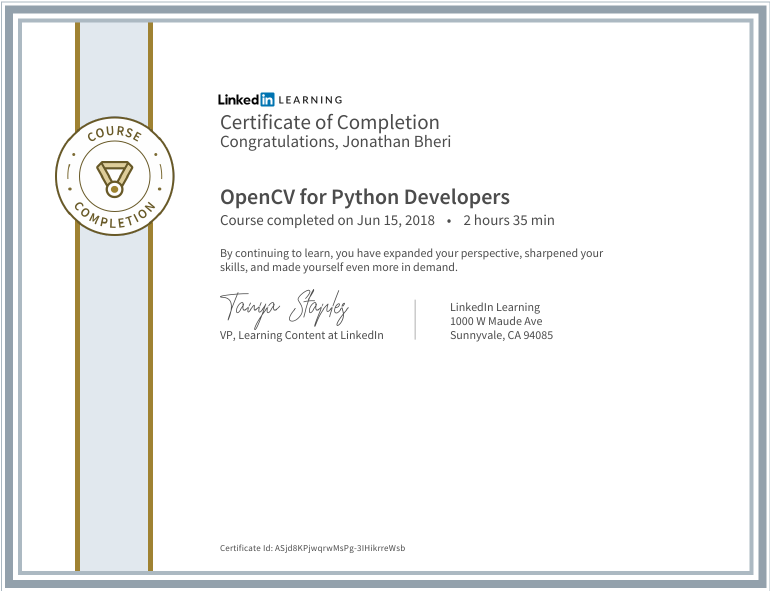 COURSE
COMPLETION
Linked in LEARNING
Certificate of Completion
Congratulations, Jonathan Bheri
OpenCV for Python Developers
Course completed on Jun 15, 2018 • 2 hours 35 min
By continuing to learn, you have expanded your perspective, sharpened your
skills, and made yourself even more in demand.
Tanya Staples
VP, Learning Content at LinkedIn
LinkedIn Learning
1000 W Maude Ave
Sunnyvale, CA 94085
Certificate Id: ASjd8KPjwqrwMsPg-3IHikrreWsb